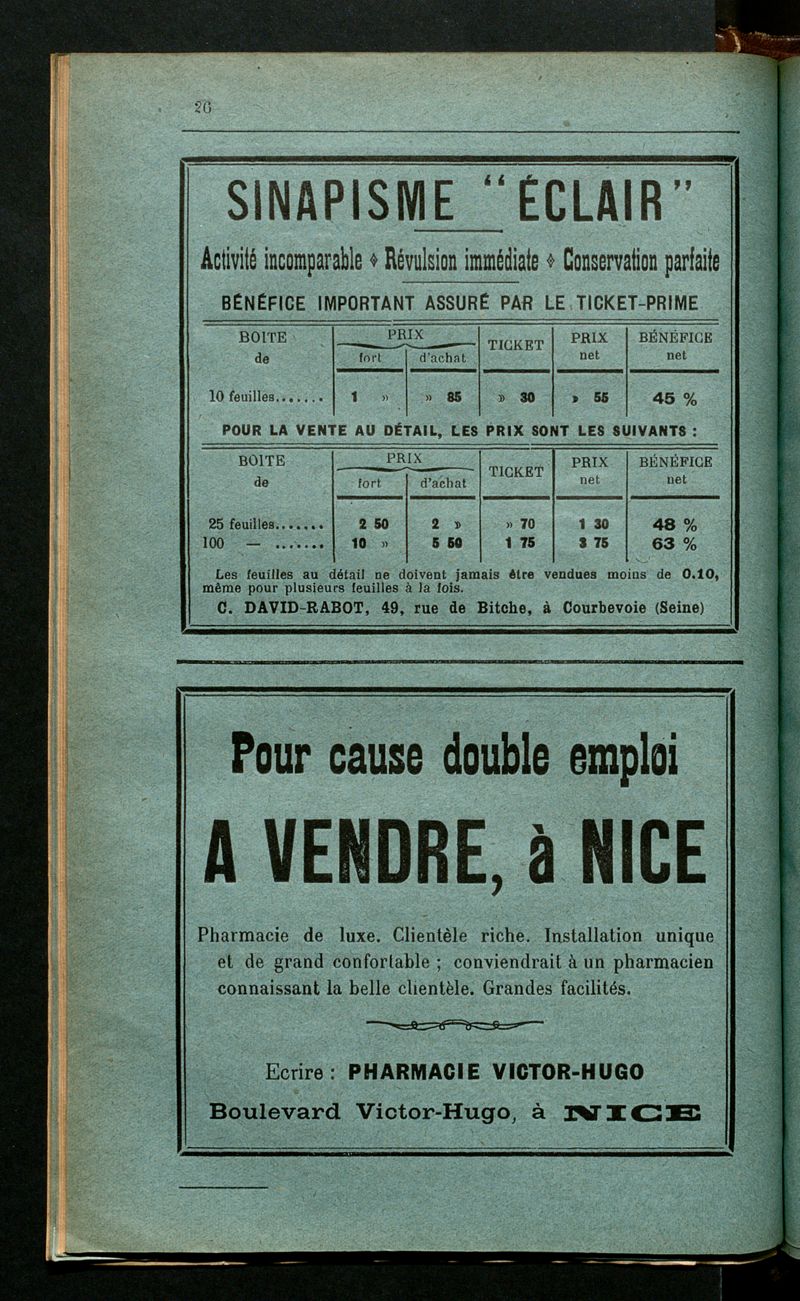 26
SINAPISME “ÉCLAIR”
Activité incomparable ⬥ Révulsion immédiate ⬥ Conservation parfaite
BÉNÉFICE IMPORTANT ASSURÉ PAR LE TICKET-PRIME
BOITE de | PRIX fort | PRIX d'achat | TICKET | PRIX net | BÉNÉFICE net
10 feuilles....... | 1 » | » 85 | » 30 | » 55 | 45 %
POUR LA VENTE AU DÉTAIL, LES PRIX SONT LES SUIVANTS :
BOITE de | PRIX fort | PRIX d'achat | TICKET | PRIX net | BÉNÉFICE net
25 feuilles....... | 2 50 | 2 » | » 70 | 1 30 | 48 %
100 — ....... | 10 » | 5 50 | 1 75 | 3 75 | 63 %
Les feuilles au détail ne doivent jamais être vendues moins de 0.10,
même pour plusieurs feuilles à la fois.
C. DAVID-RABOT, 49, rue de Bitche, à Courbevoie (Seine)
Pour cause double emploi
A VENDRE, à NICE
Pharmacie de luxe. Clientèle riche. Installation unique
et de grand confortable ; conviendrait à un pharmacien
connaissant la belle clientèle. Grandes facilités.
Ecrire : PHARMACIE VICTOR-HUGO
Boulevard Victor-Hugo, à NICE